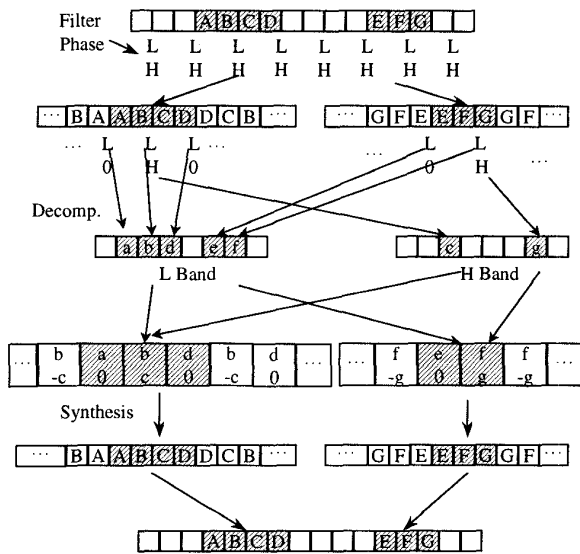 Filter A B C D E F G
Phase L L L L L L L
H H H H H H H
... B A A B C D D C B ... ... G F E E F G G F ...
... L L L ... ... L L ...
0 H 0 0 H
Decomp.
a b d e f c g
L Band H Band
... b a b d b d ... ... f e f f ...
-c 0 c 0 -c 0 -g 0 g -g
Synthesis
... B A A B C D D C B ... ... G F E E F G G F ...
A B C D E F G